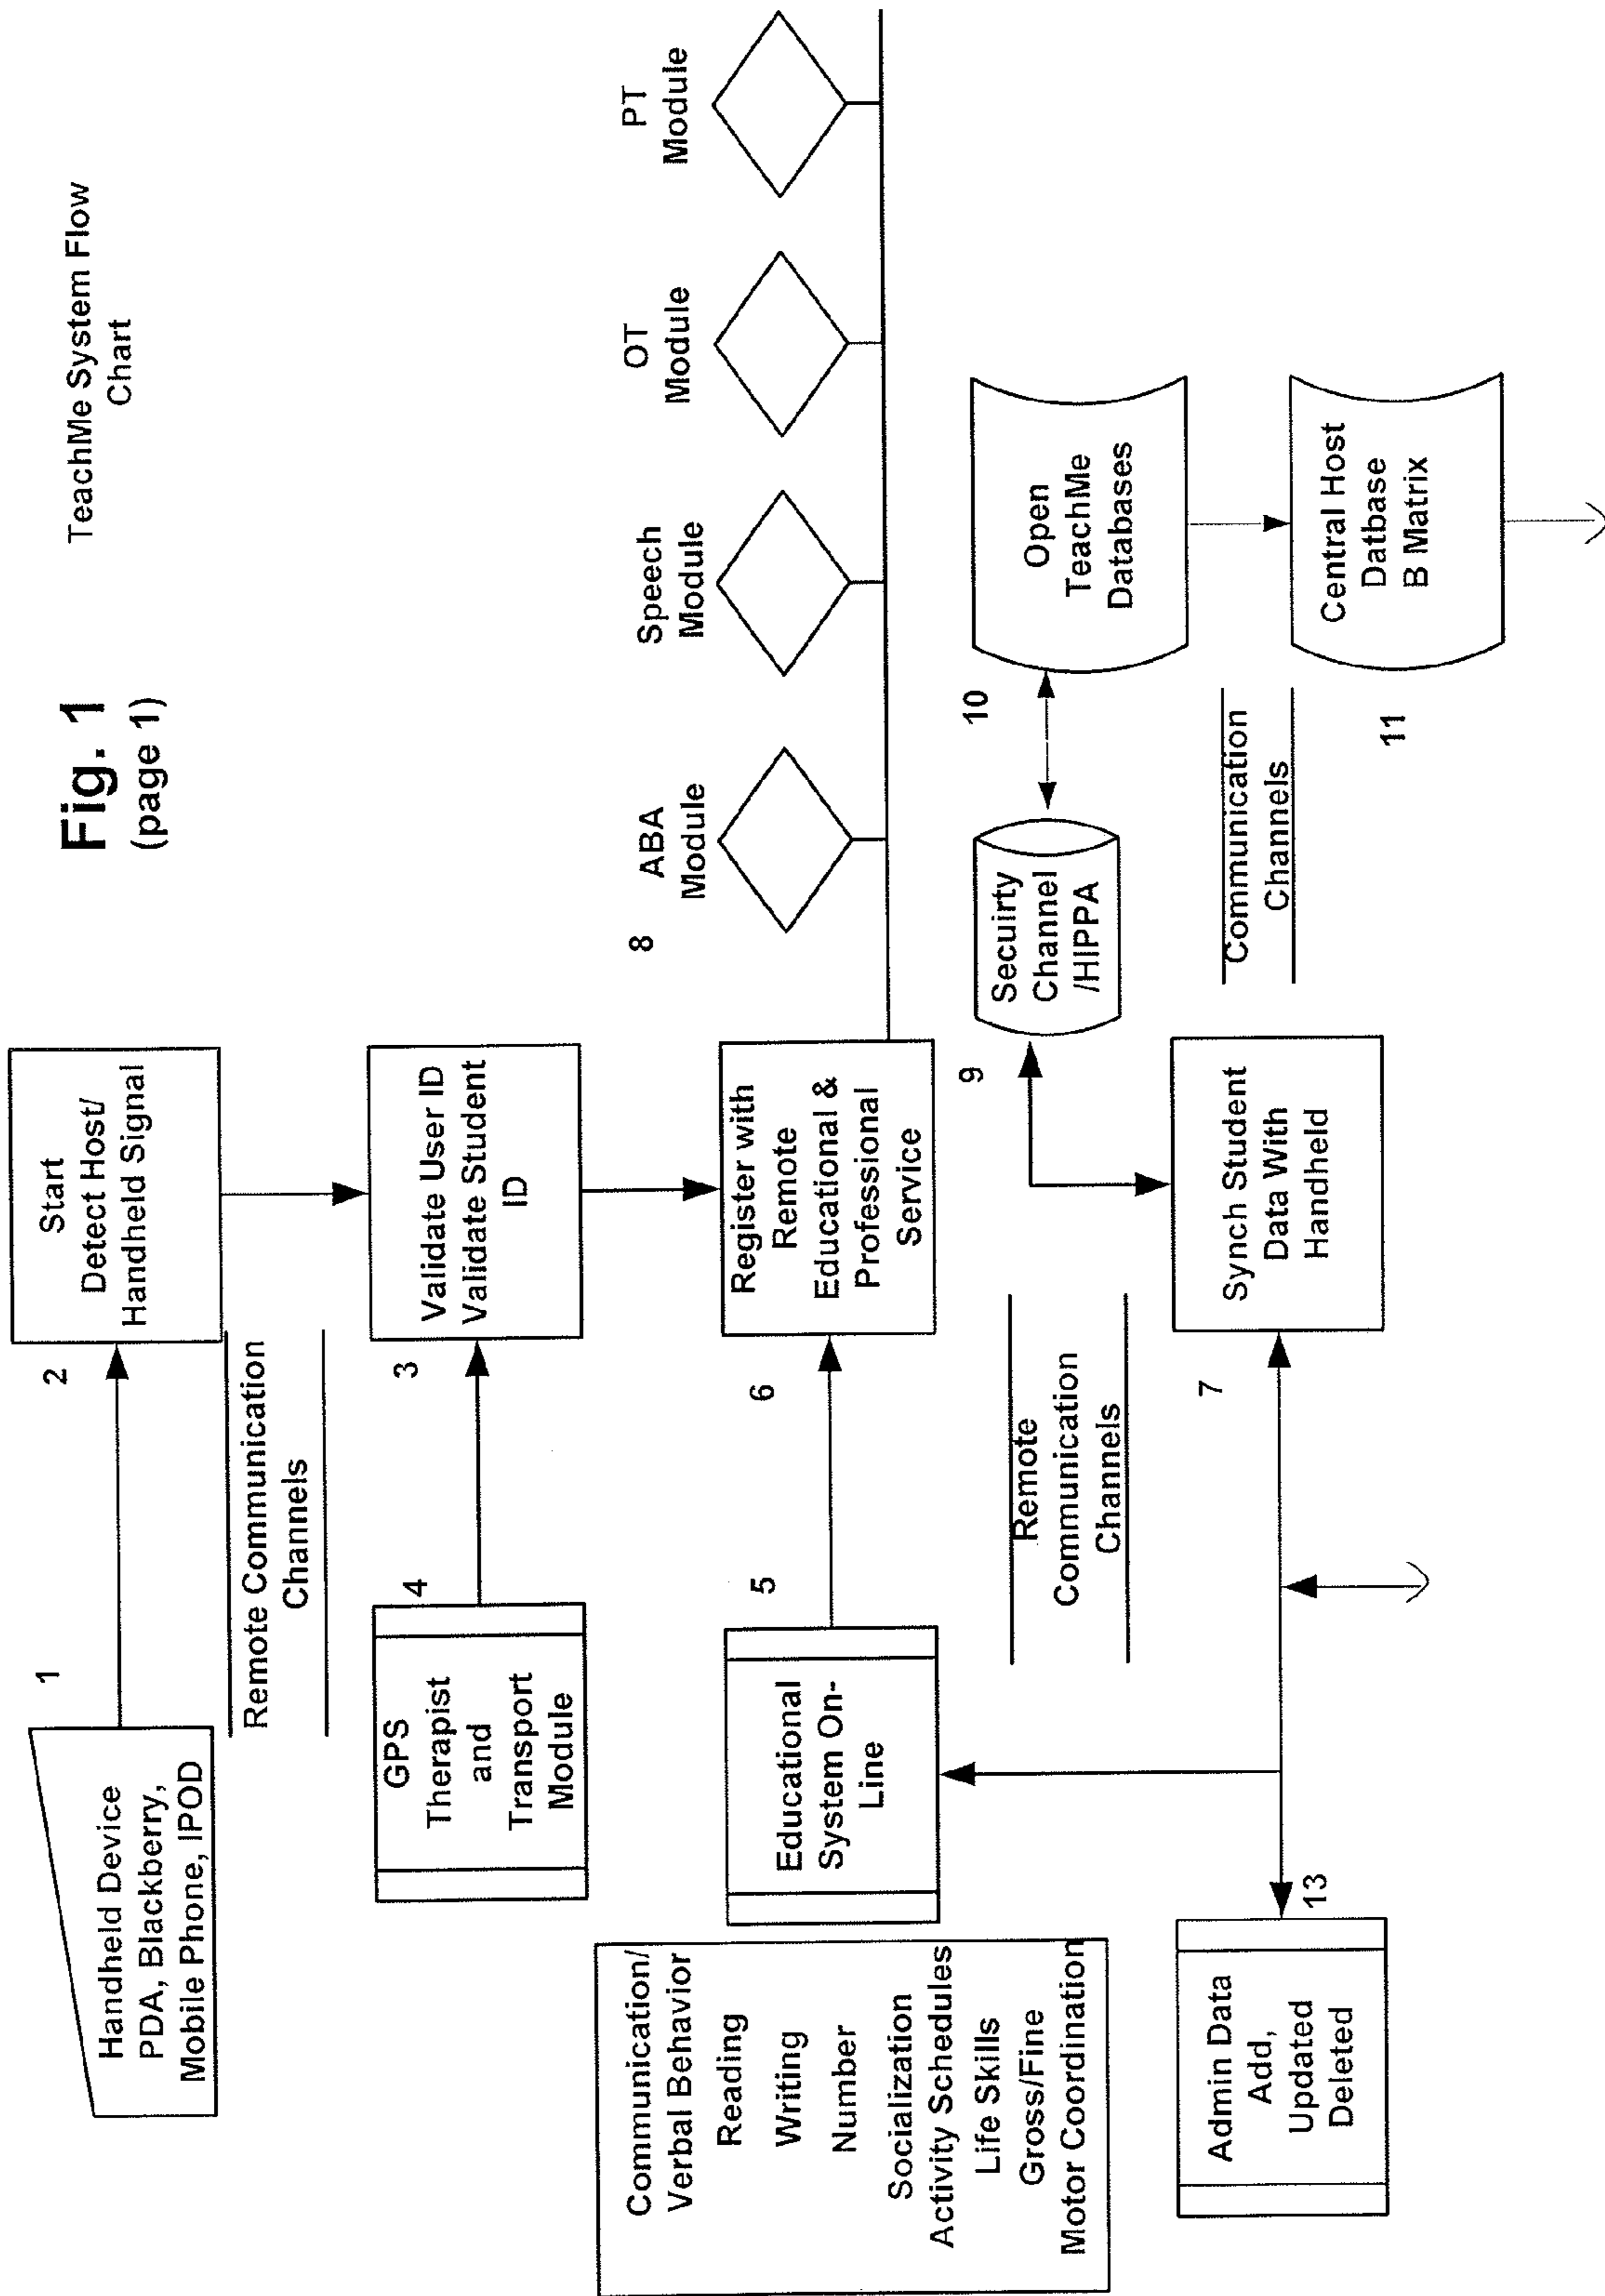 Fig. 1
(page 1)
TeachMe System Flow
Chart
Handheld Device
PDA, Blackberry,
Mobile Phone, IPOD
1
2
Start
Detect Host/
Handheld Signal
Remote Communication
Channels
GPS
Therapist
and
Transport
Module
4
3
Validate User ID
Validate Student
ID
Communication/
Verbal Behavior
Reading
Writing
Number
Socialization
Activity Schedules
Life Skills
Gross/Fine
Motor Coordination
Educational
System On-
Line
5
6
Register with
Remote
Educational &
Professional
Service
8
ABA
Module
Speech
Module
OT
Module
PT
Module
Remote
Communication
Channels
9
Secuirty
Channel
/HIPPA
10
Open
TeachMe
Databases
Admin Data
Add,
Updated
Deleted
13
7
Synch Student
Data With
Handheld
Communication
Channels
11
Central Host
Datbase
B Matrix